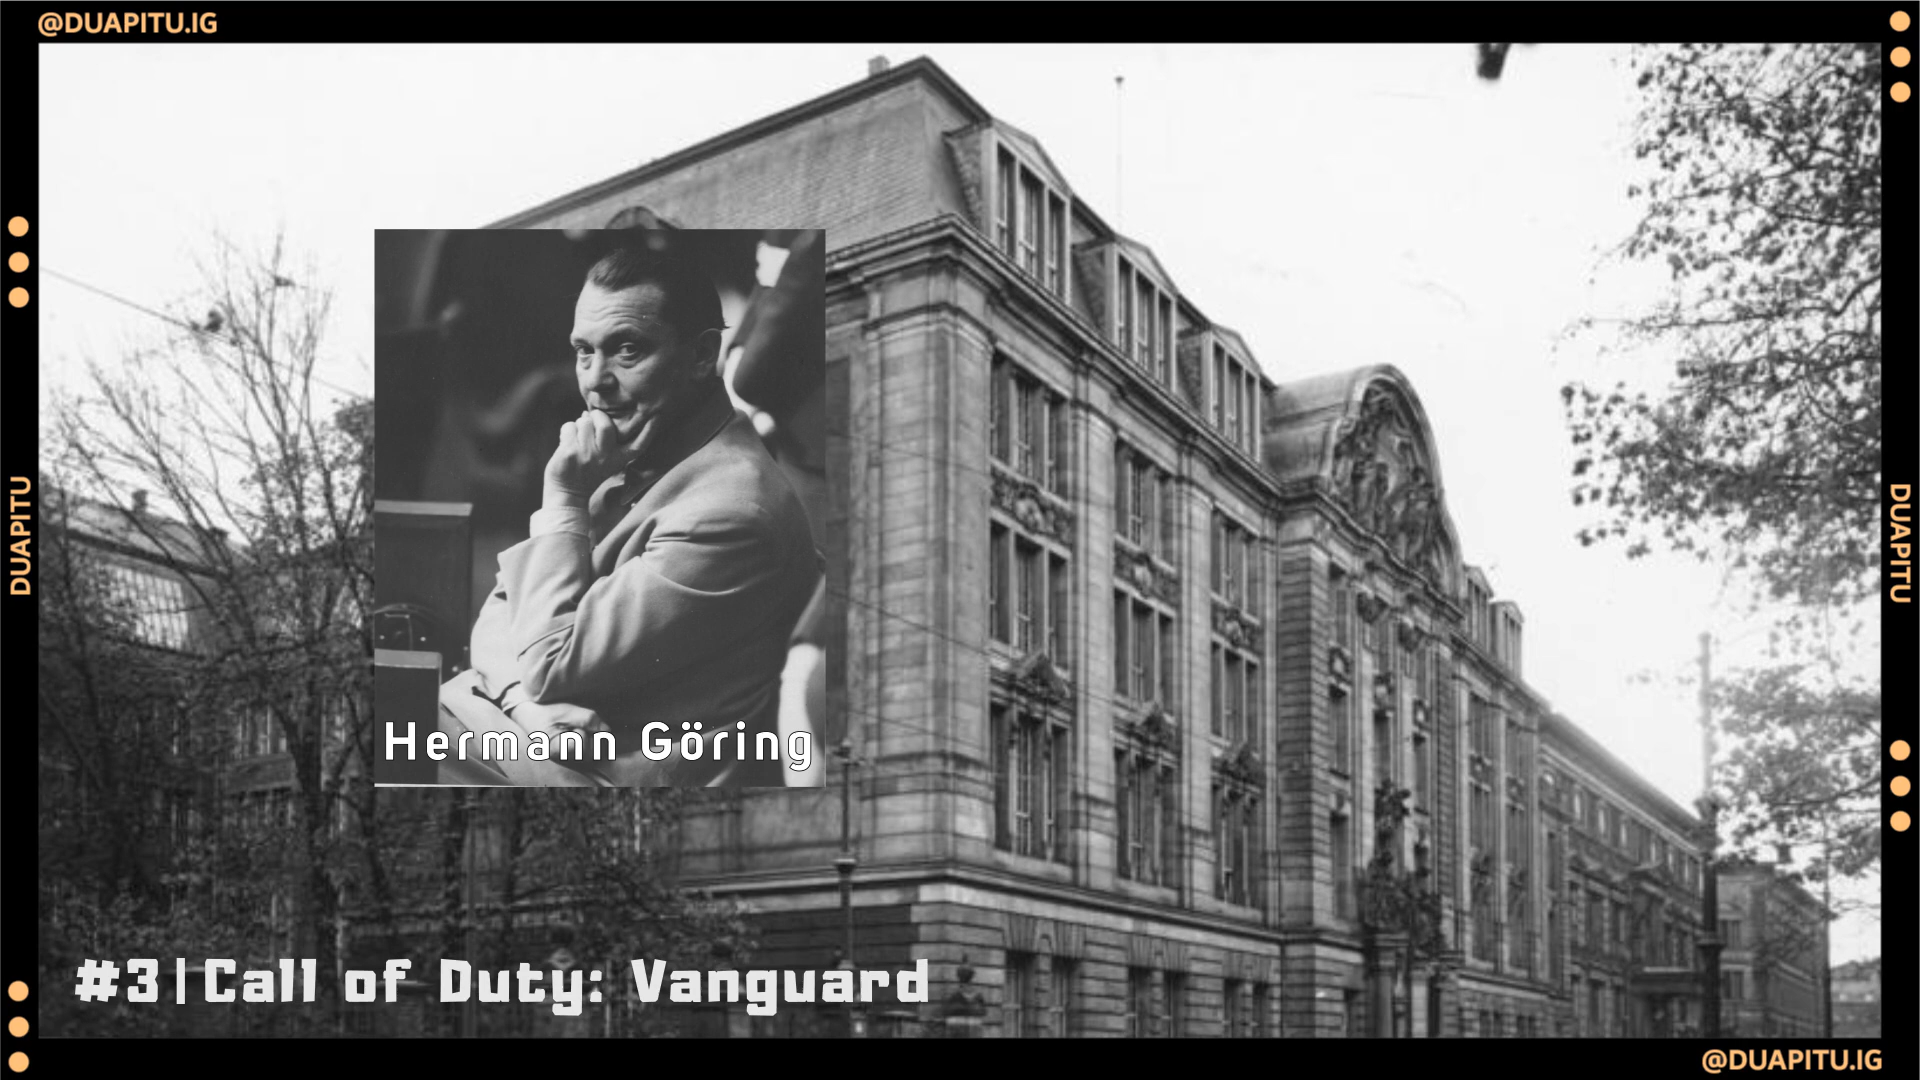 @DUAPITU.IG
DUAPITU
DUAPITU
Hermann Göring
#3|Call of Duty: Vanguard
@DUAPITU.IG